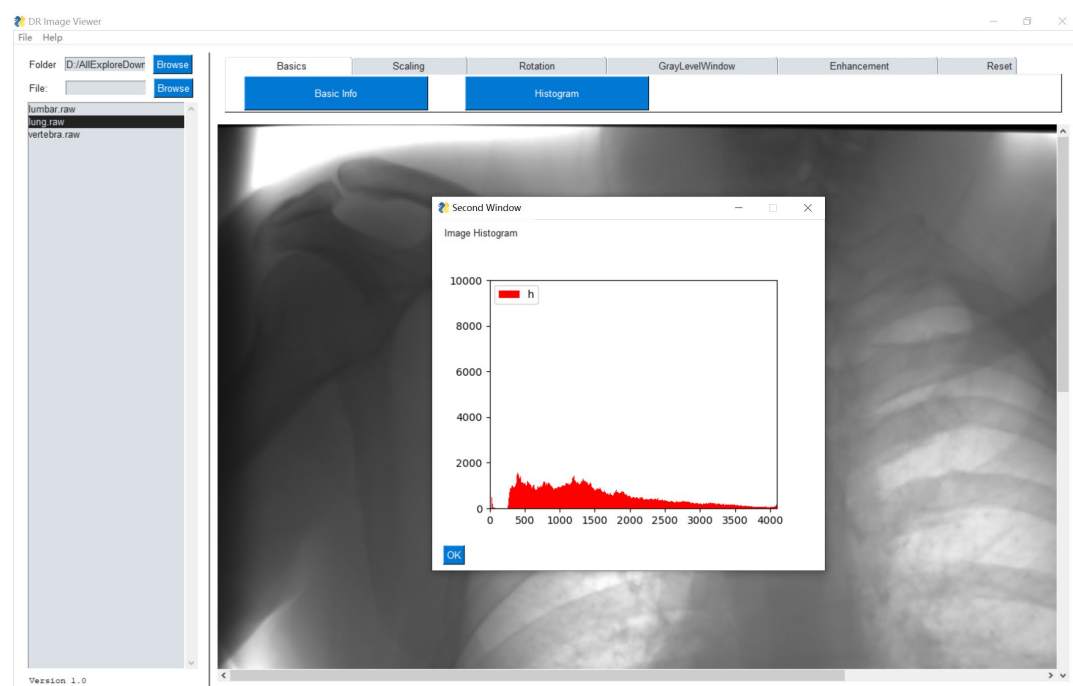 DR Image Viewer
File Help
Folder D:/AllExploreDowr Browse
File: Browse
lumbar.raw
lung.raw
vertebra.raw
Version 1.0
Basics Scaling Rotation GrayLevelWindow Enhancement Reset
Basic Info Histogram
Second Window
Image Histogram
h
10000
8000
6000
4000
2000
0
0 500 1000 1500 2000 2500 3000 3500 4000
OK